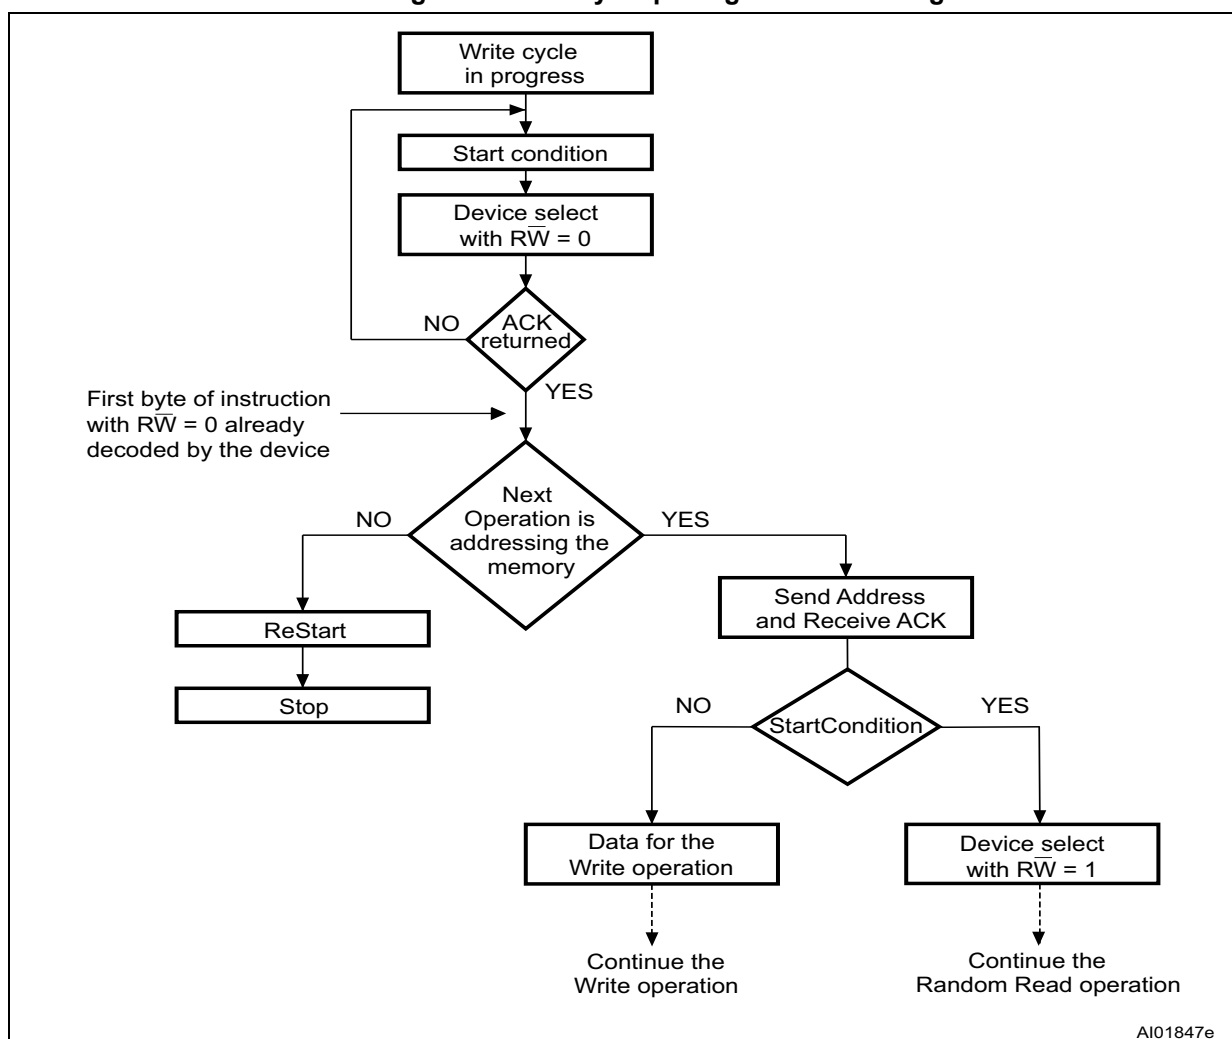 Write cycle
in progress
Start condition
Device select
with RW̅ = 0
ACK
returned
NO
YES
First byte of instruction
with RW̅ = 0 already
decoded by the device
Next
Operation is
addressing the
memory
NO
YES
ReStart
Stop
Send Address
and Receive ACK
StartCondition
NO
YES
Data for the
Write operation
Device select
with RW̅ = 1
Continue the
Write operation
Continue the
Random Read operation
AI01847e